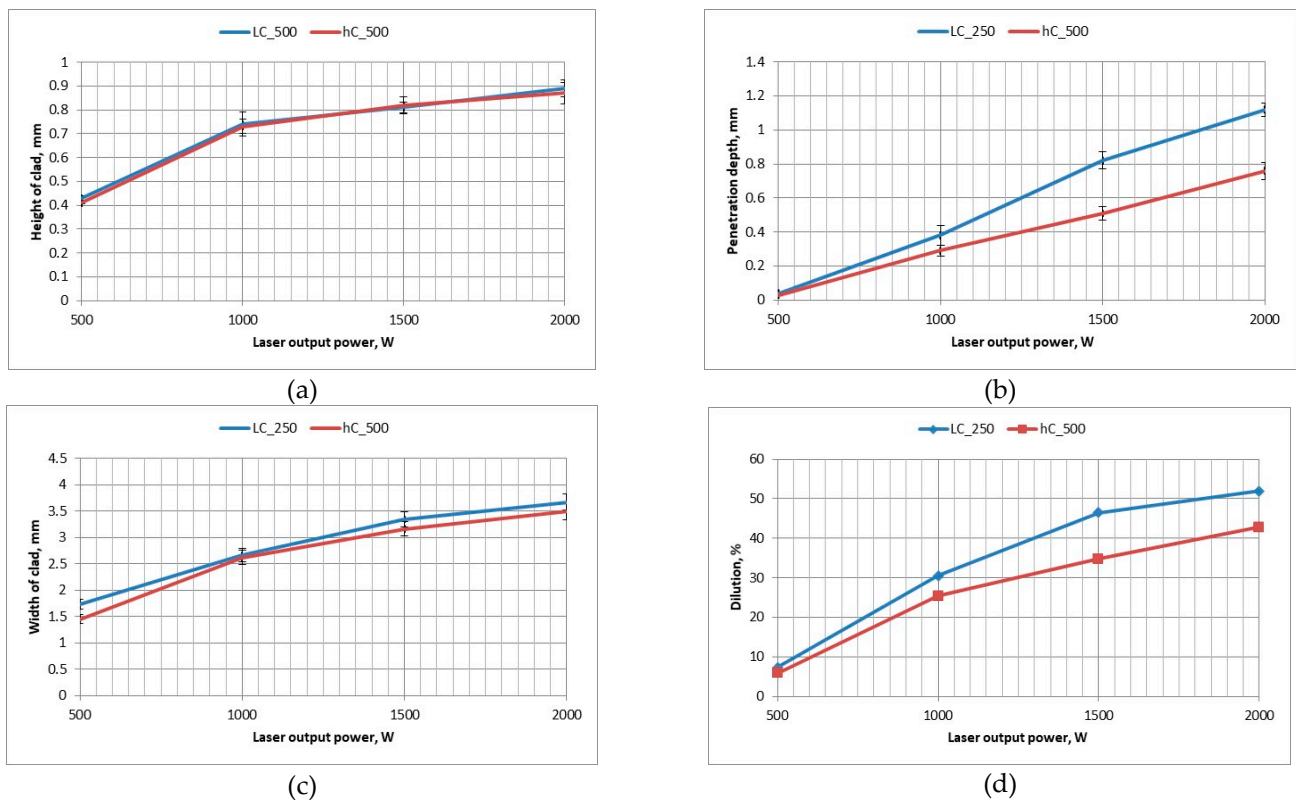 LC_500 hC_500
Height of clad, mm
1
0.9
0.8
0.7
0.6
0.5
0.4
0.3
0.2
0.1
0
500 1000 1500 2000
Laser output power, W
(a)
LC_250 hC_500
Penetration depth, mm
1.4
1.2
1
0.8
0.6
0.4
0.2
0
500 1000 1500 2000
Laser output power, W
(b)
LC_250 hC_500
Width of clad, mm
4.5
4
3.5
3
2.5
2
1.5
1
0.5
0
500 1000 1500 2000
Laser output power, W
(c)
LC_250 hC_500
Dilution, %
60
50
40
30
20
10
0
500 1000 1500 2000
Laser output power, W
(d)